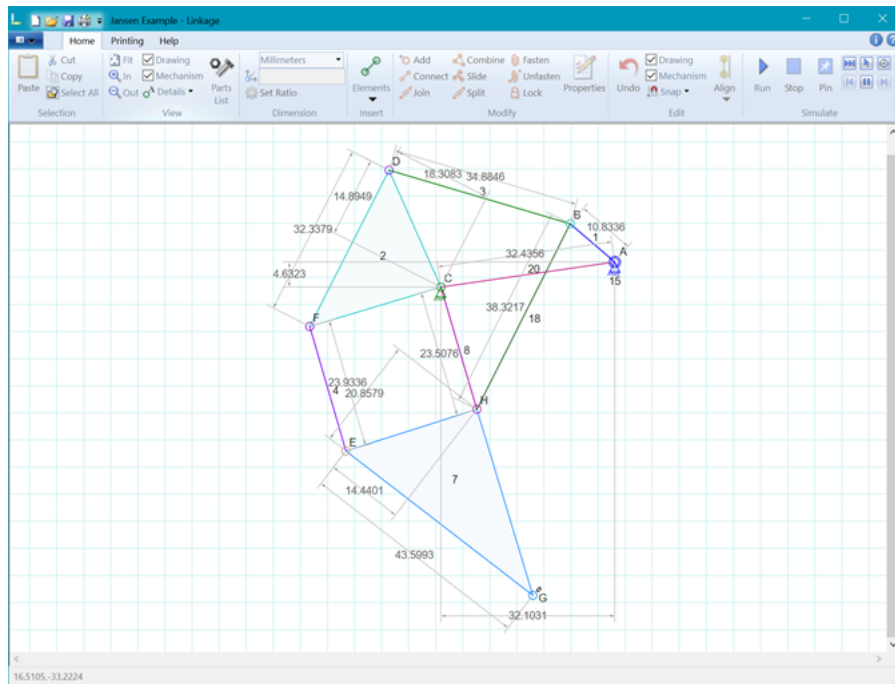 Jansen Example - Linkage
Home Printing Help
Paste
Cut
Copy
Select All
Selection
Fit
In
Out
Drawing
Mechanism
Details
View
Parts
List
Millimeters
Set Ratio
Dimension
Elements
Insert
Add Combine Fasten
Connect Slide Unfasten
Join Split Lock
Modify
Properties
Undo
Drawing
Mechanism
Snap
Edit
Align
Run
Stop
Pin
Simulate
D
18.3083 34.8846
3
14.8949
B
10.8336
1
32.3379
A
2
32.4356
20
4.6323
C
15
38.3217
18
F
8
23.5076
23.9336
4
20.8579
H
E
7
14.4401
43.5993
G
32.1031
16.5105,-33.2224